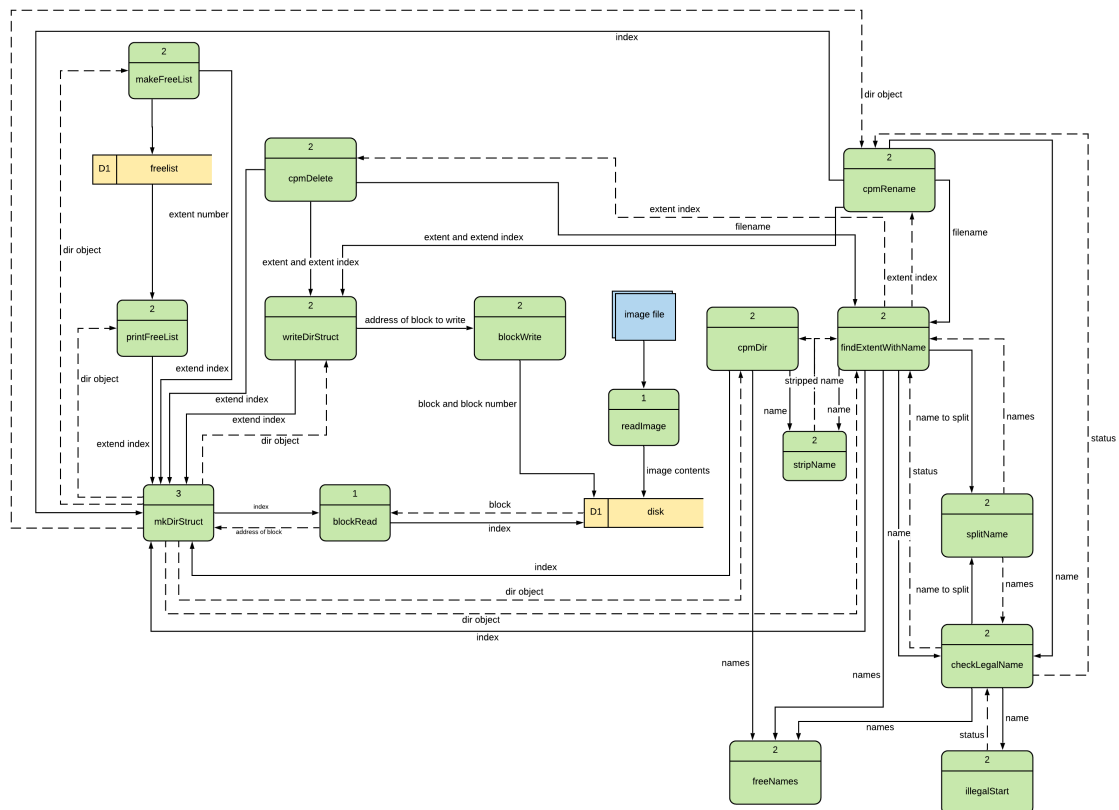 index
2
makeFreeList
dir object
2
cpmDelete
2
cpmRename
D1
freelist
extent number
extent index
filename
filename
dir object
extent and extend index
extent and extent index
extent index
2
printFreeList
2
writeDirStruct
address of block to write
2
blockWrite
image file
2
cpmDir
2
findExtentWithName
extend index
dir object
stripped name
extend index
block and block number
1
readImage
name
name
name to split
names
extend index
extend index
dir object
2
stripName
status
status
image contents
3
mkDirStruct
index
address of block
1
blockRead
block
index
D1
disk
2
splitName
name
index
dir object
name to split
names
name
dir object
index
2
checkLegalName
names
names
names
status
name
2
freeNames
2
illegalStart